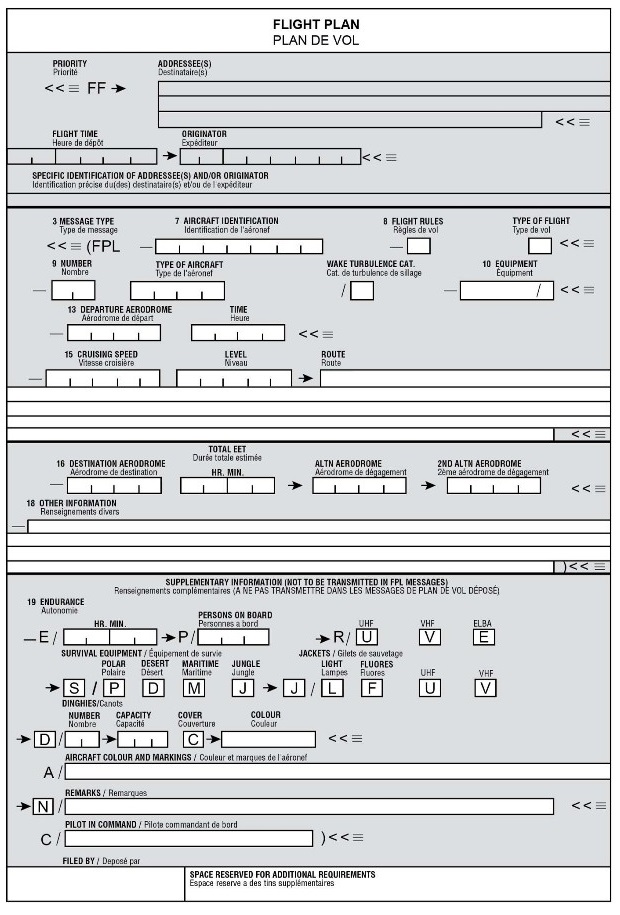 FLIGHT PLAN
PLAN DE VOL
PRIORITY
Priorité
ADDRESSEE(S)
Destinataire(s)
<<≡ FF ➔
<<≡
FLIGHT TIME
Heure de dépôt
ORIGINATOR
Expéditeur
➔ <<≡
SPECIFIC IDENTIFICATION OF ADDRESSEE(S) AND/OR ORIGINATOR
Identification précise du(des) destinataire(s) et/ou de l expéditeur
3 MESSAGE TYPE
Type de message
7 AIRCRAFT IDENTIFICATION
Identification de l'aéronef
8 FLIGHT RULES
Règles de vol
TYPE OF FLIGHT
Type de vol
<<≡ (FPL — — <<≡
9 NUMBER
Nombre
TYPE OF AIRCRAFT
Type de l'aéronef
WAKE TURBULENCE CAT.
Cat. de turbulence de sillage
10 EQUIPMENT
Équipment
— / — / <<≡
13 DEPARTURE AERODROME
Aérodrome de départ
TIME
Heure
— <<≡
15 CRUISING SPEED
Vitesse croisière
LEVEL
Niveau
ROUTE
Route
— ➔
<<≡
16 DESTINATION AERODROME
Aérodrome de destination
TOTAL EET
Durée totale estimée
HR. MIN.
ALTN AERODROME
Aérodrome de dégagement
2ND ALTN AERODROME
2ème aérodrome de dégagement
— ➔ ➔ <<≡
18 OTHER INFORMATION
Renseignements divers
—
)<<≡
SUPPLEMENTARY INFORMATION (NOT TO BE TRANSMITTED IN FPL MESSAGES)
Renseignements complémentaires (A NE PAS TRANSMETTRE DANS LES MESSAGES DE PLAN DE VOL DÉPOSÉ)
19 ENDURANCE
Autonomie
HR. MIN.
PERSONS ON BOARD
Personnes a bord
UHF VHF ELBA
— E / ➔ P / ➔ R / U V E
SURVIVAL EQUIPMENT / Équipement de survie
JACKETS / Gilets de sauvetage
POLAR
Polaire
DESERT
Désert
MARITIME
Maritime
JUNGLE
Jungle
LIGHT
Lampes
FLUORES
Fluores
UHF
VHF
➔ S / P D M J ➔ J / L F U V
DINGHIES/Canots
NUMBER
Nombre
CAPACITY
Capacité
COVER
Couverture
COLOUR
Couleur
➔ D / ➔ C ➔ <<≡
AIRCRAFT COLOUR AND MARKINGS / Couleur et marques de l'aéronef
A /
REMARKS / Remarques
➔ N / <<≡
PILOT IN COMMAND / Pilote commandant de bord
C / )<<≡
FILED BY / Deposé par
SPACE RESERVED FOR ADDITIONAL REQUIREMENTS
Espace reserve a des tins supplémentaires